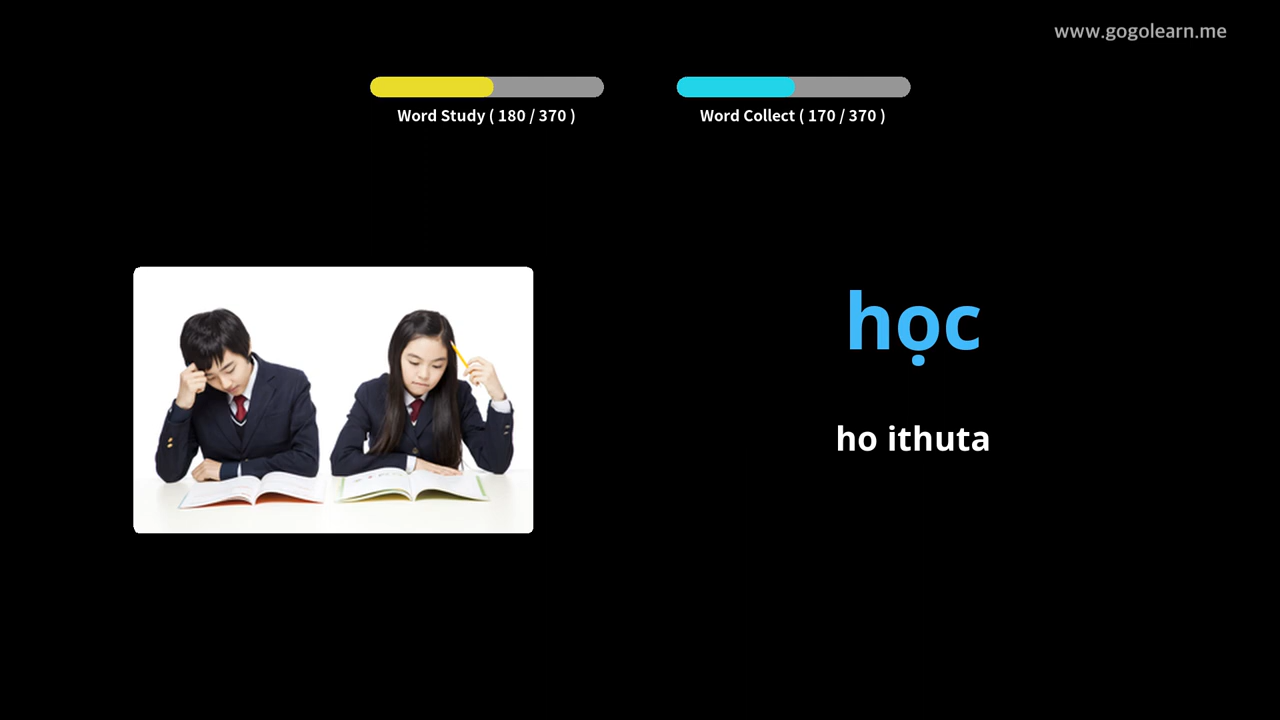 www.gogolearn.me
Word Study ( 180 / 370 )
Word Collect ( 170 / 370 )
học
ho ithuta